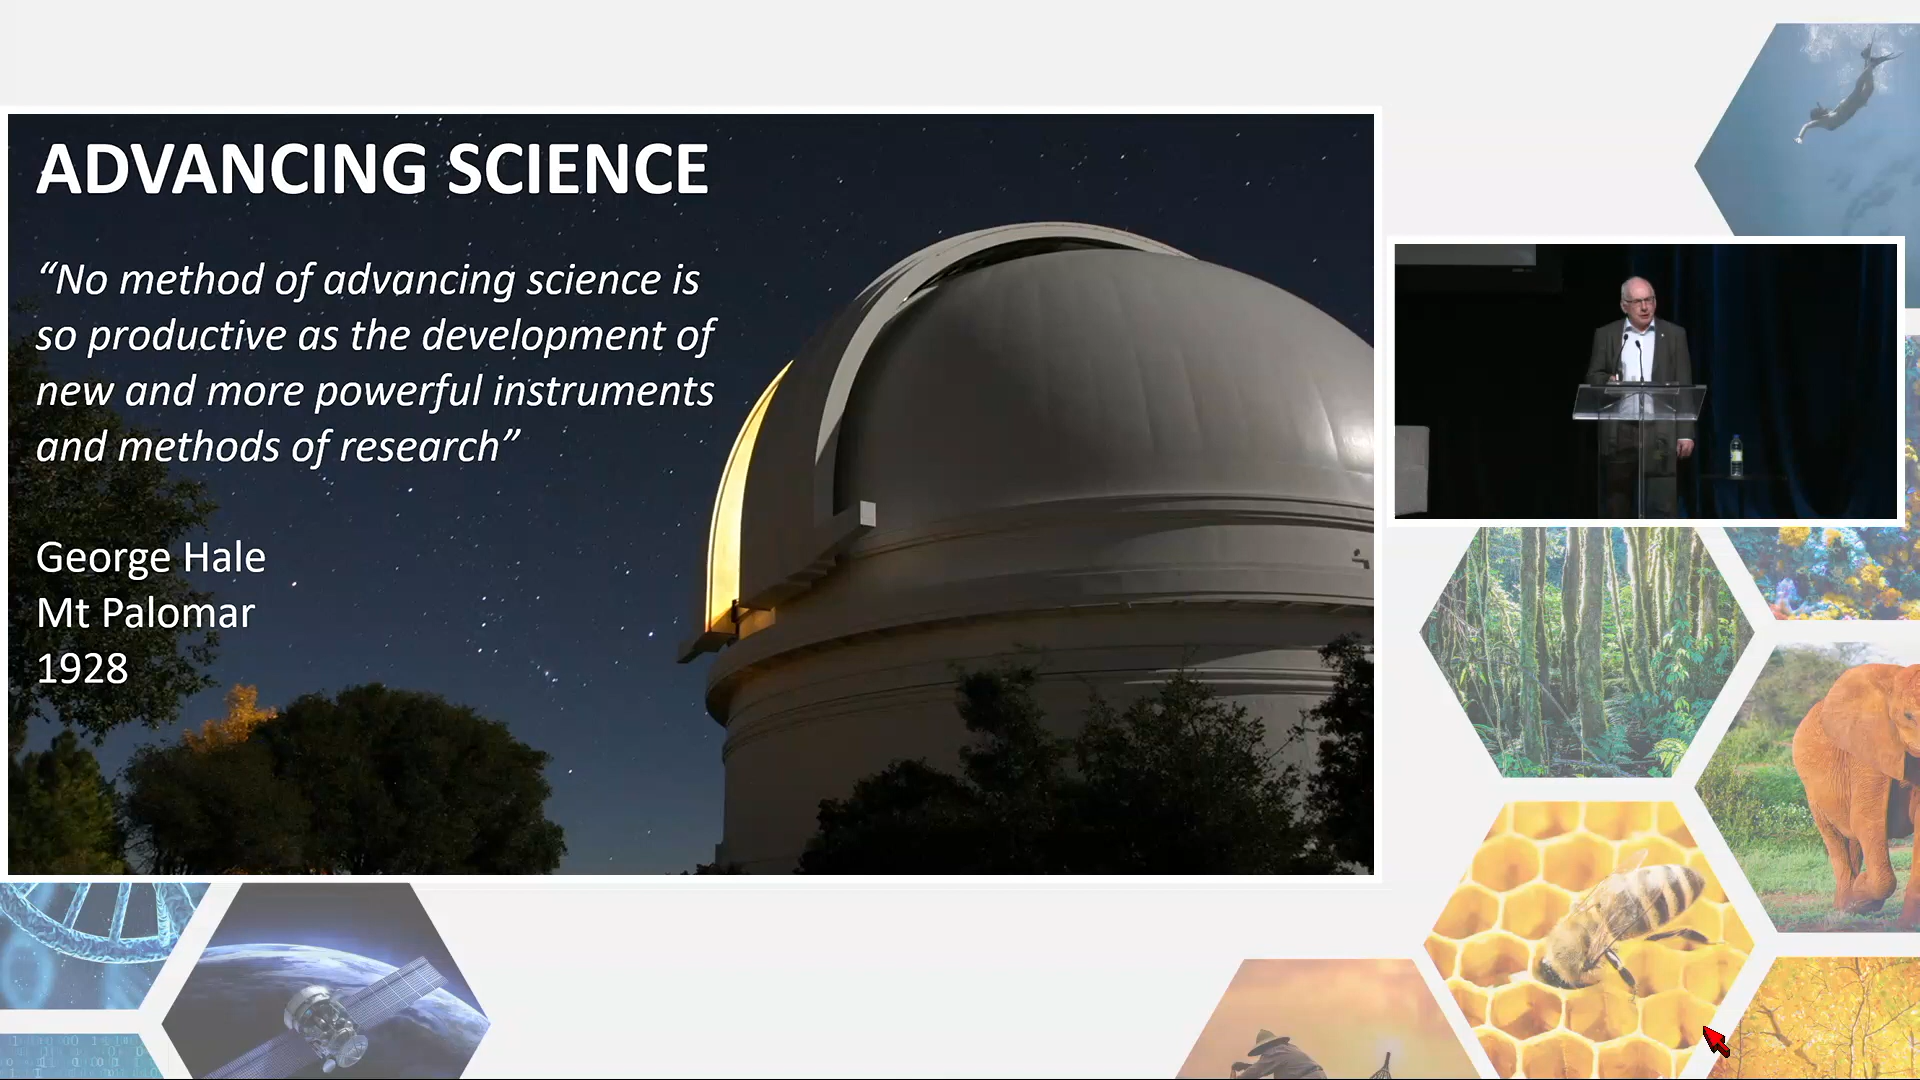 ADVANCING SCIENCE
“No method of advancing science is
so productive as the development of
new and more powerful instruments
and methods of research”
George Hale
Mt Palomar
1928